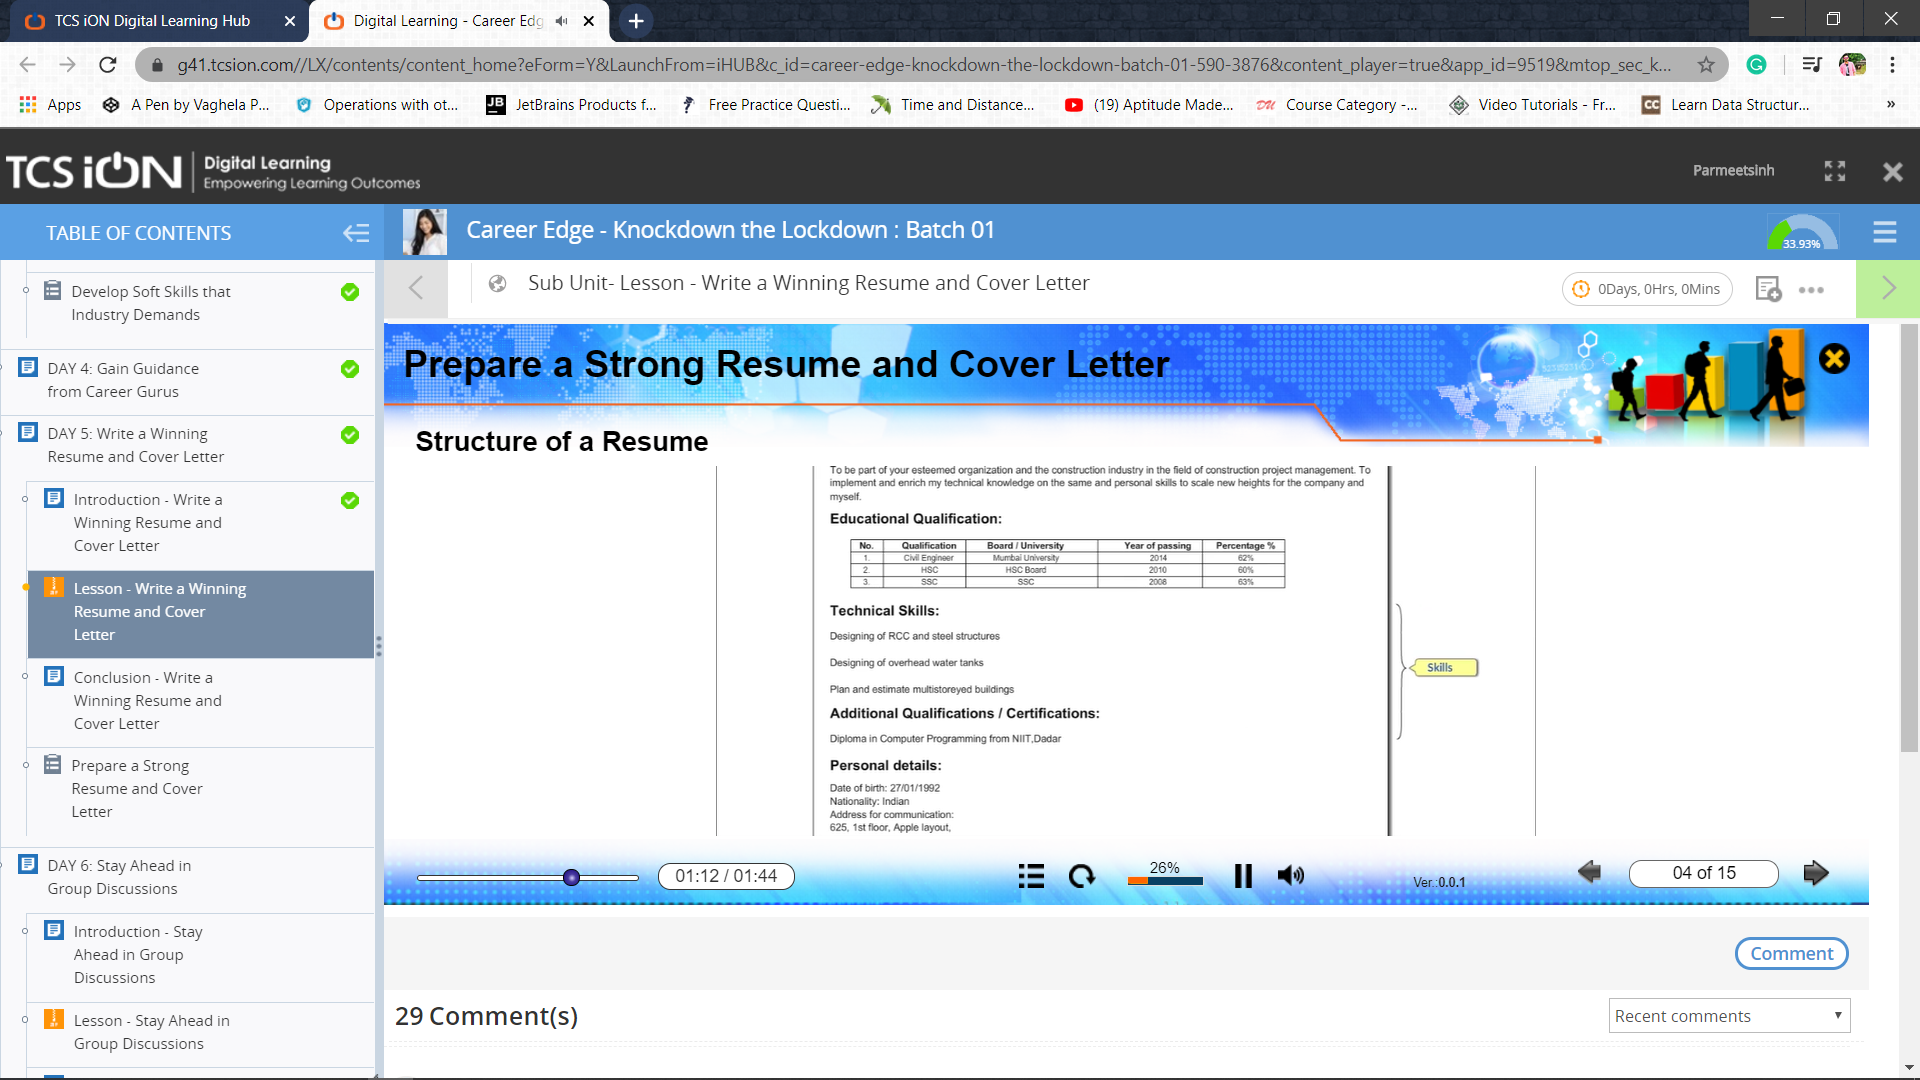 TCS iON Digital Learning Hub
Digital Learning - Career Edg
g41.tcsion.com//LX/contents/content_home?eForm=Y&LaunchFrom=iHUB&c_id=career-edge-knockdown-the-lockdown-batch-01-590-3876&content_player=true&app_id=9519&mtop_sec_k...
Apps
A Pen by Vaghela P...
Operations with ot...
JetBrains Products f...
Free Practice Questi...
Time and Distance...
(19) Aptitude Made...
Course Category -...
Video Tutorials - Fr...
Learn Data Structur...
»
TCS iON
Digital Learning
Empowering Learning Outcomes
Parmeetsinh
TABLE OF CONTENTS
Career Edge - Knockdown the Lockdown : Batch 01
33.93%
Develop Soft Skills that
Industry Demands
DAY 4: Gain Guidance
from Career Gurus
DAY 5: Write a Winning
Resume and Cover Letter
Introduction - Write a
Winning Resume and
Cover Letter
Lesson - Write a Winning
Resume and Cover
Letter
Conclusion - Write a
Winning Resume and
Cover Letter
Prepare a Strong
Resume and Cover
Letter
DAY 6: Stay Ahead in
Group Discussions
Introduction - Stay
Ahead in Group
Discussions
Lesson - Stay Ahead in
Group Discussions
Sub Unit- Lesson - Write a Winning Resume and Cover Letter
0Days, 0Hrs, 0Mins
Prepare a Strong Resume and Cover Letter
Structure of a Resume
To be part of your esteemed organization and the construction industry in the field of construction project management. To
implement and enrich my technical knowledge on the same and personal skills to scale new heights for the company and
myself.
Educational Qualification:
No. Qualification Board / University Year of passing Percentage %
1. Civil Engineer Mumbai University 2014 62%
2. HSC HSC Board 2010 60%
3. SSC SSC 2008 63%
Technical Skills:
Designing of RCC and steel structures
Designing of overhead water tanks
Plan and estimate multistoreyed buildings
Skills
Additional Qualifications / Certifications:
Diploma in Computer Programming from NIIT,Dadar
Personal details:
Date of birth: 27/01/1992
Nationality: Indian
Address for communication:
625, 1st floor, Apple layout,
01:12 / 01:44
26%
Ver.:0.0.1
04 of 15
Comment
29 Comment(s)
Recent comments